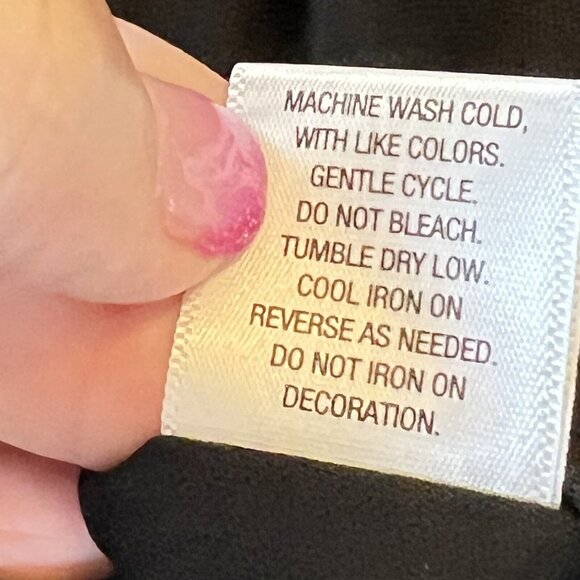 MACHINE WASH COLD,
WITH LIKE COLORS.
GENTLE CYCLE.
DO NOT BLEACH.
TUMBLE DRY LOW.
COOL IRON ON
REVERSE AS NEEDED.
DO NOT IRON ON
DECORATION.